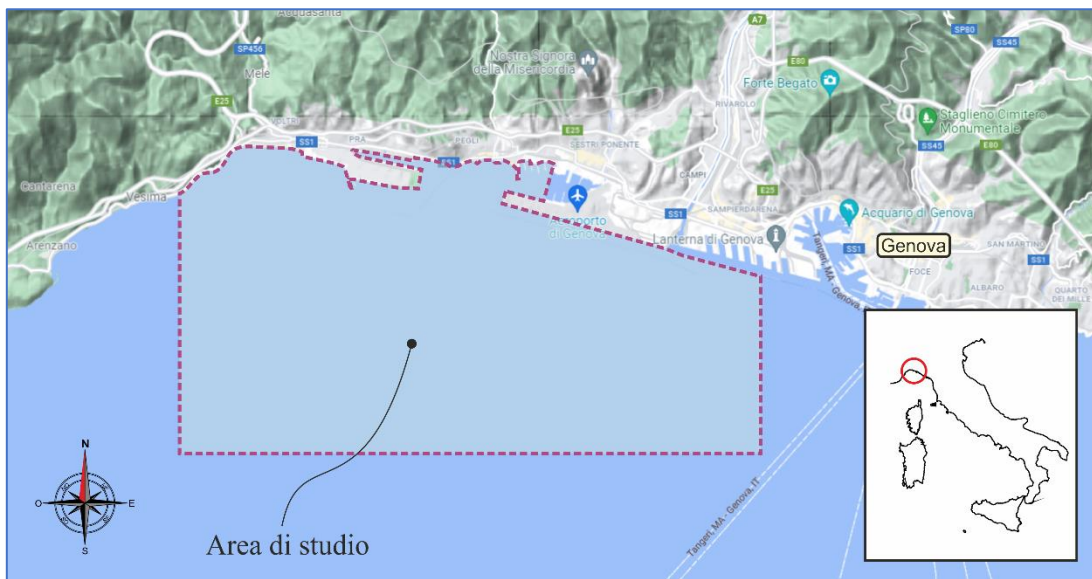 Acquasanta
A7
SP80
SS45
SP456
Mele
Nostra Signora
della Misericordia
E80
Forte Begato
E25
RIVAROLO
Staglieno Cimitero
Monumentale
SS1
PRÀ
PEGLI
E25
SS45
E80
SESTRI PONENTE
Cantarena
Vesima
CAMPI
E25
Aeroporto
di Genova
SS1
SAMPIERDARENA
Acquario di Genova
Arenzano
Lanterna di Genova
SS1
Genova
SAN MARTINO
FOCE
SS1
ALBARO
QUARTO
DEI MILLE
Tangeri, MA - Genova, IT
N
O
E
S
Area di studio
Tangeri, MA - Genova, IT